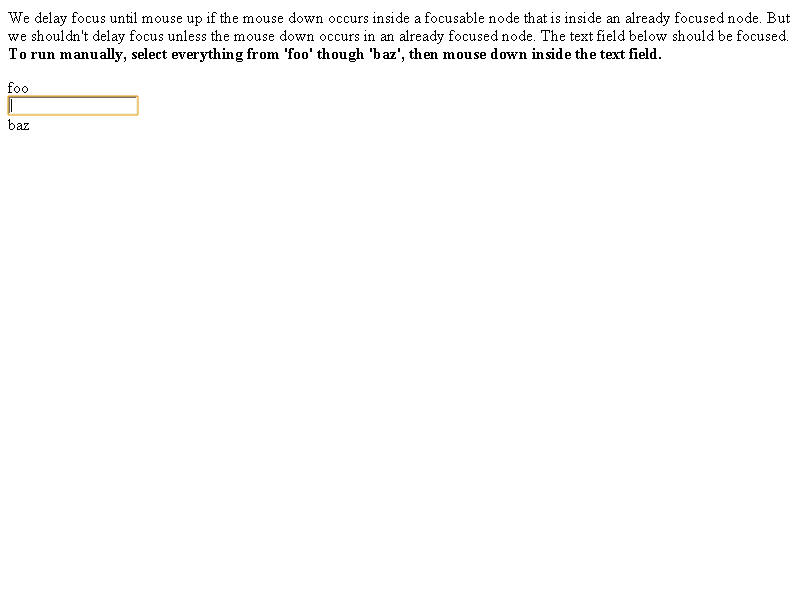 We delay focus until mouse up if the mouse down occurs inside a focusable node that is inside an already focused node. But
we shouldn't delay focus unless the mouse down occurs in an already focused node. The text field below should be focused.
To run manually, select everything from 'foo' though 'baz', then mouse down inside the text field.
foo
baz